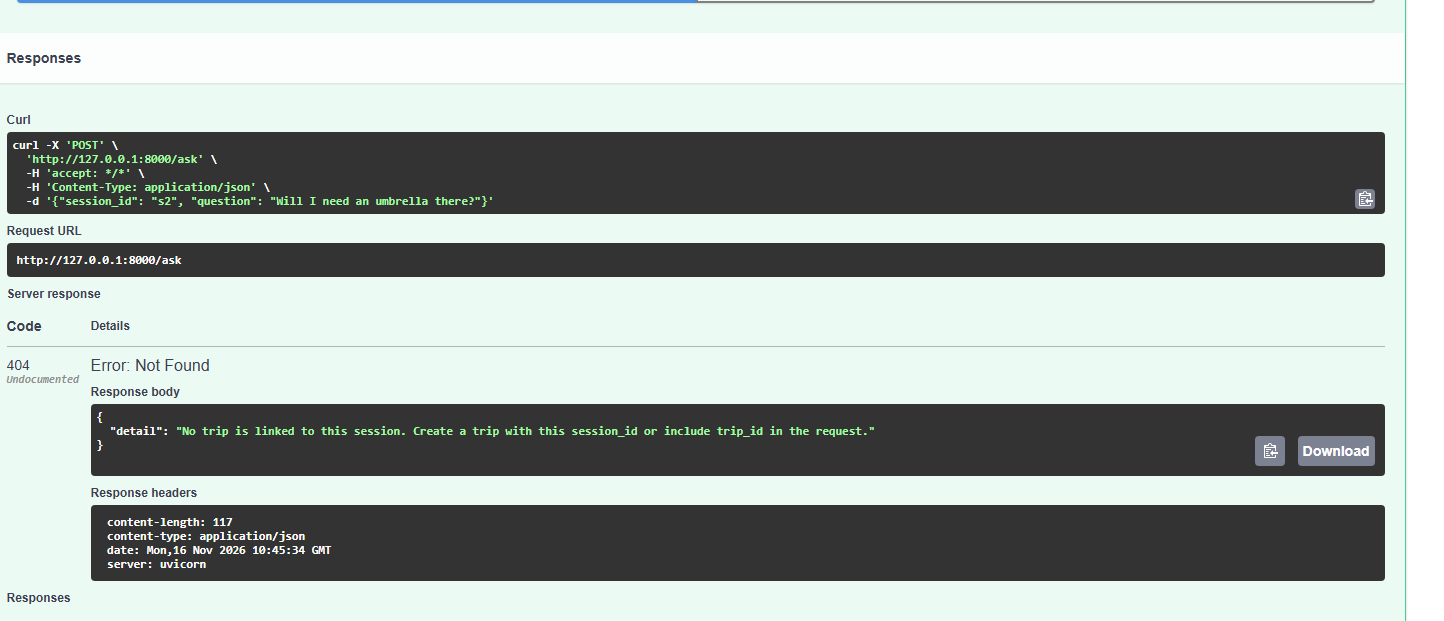 Responses
Curl
curl -X 'POST' \
  'http://127.0.0.1:8000/ask' \
  -H 'accept: */*' \
  -H 'Content-Type: application/json' \
  -d '{"session_id": "s2", "question": "Will I need an umbrella there?"}'
Request URL
http://127.0.0.1:8000/ask
Server response
Code Details
404 Error: Not Found
Undocumented
Response body
{
  "detail": "No trip is linked to this session. Create a trip with this session_id or include trip_id in the request."
}
Download
Response headers
content-length: 117
content-type: application/json
date: Mon,16 Nov 2026 10:45:34 GMT
server: uvicorn
Responses